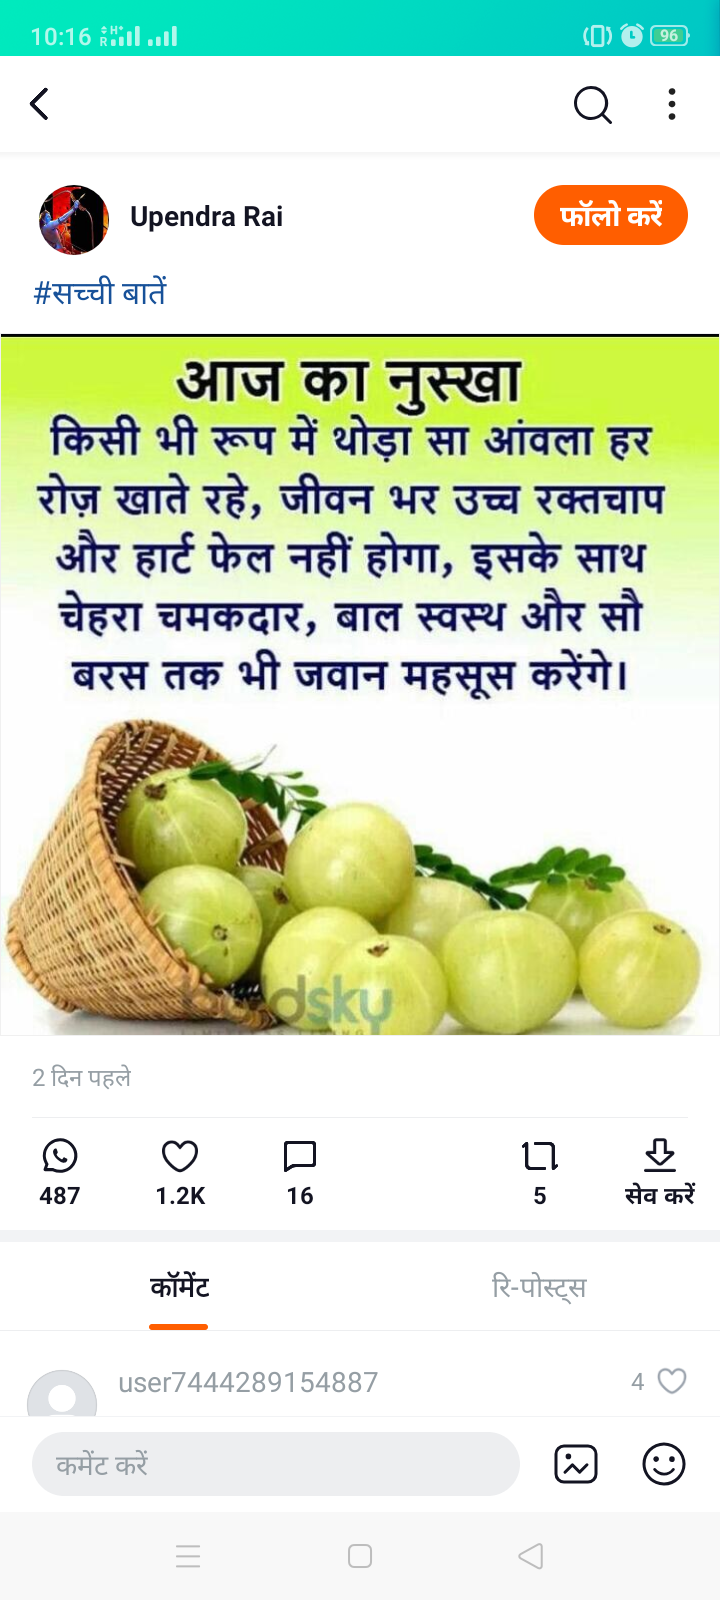 10:16
96
Upendra Rai
फॉलो करें
#सच्ची बातें
आज का नुस्खा
किसी भी रूप में थोड़ा सा आंवला हर
रोज़ खाते रहे, जीवन भर उच्च रक्तचाप
और हार्ट फेल नहीं होगा, इसके साथ
चेहरा चमकदार, बाल स्वस्थ और सौ
बरस तक भी जवान महसूस करेंगे।
2 दिन पहले
487
1.2K
16
5
सेव करें
कॉमेंट
रि-पोस्ट्स
user7444289154887
4
कमेंट करें